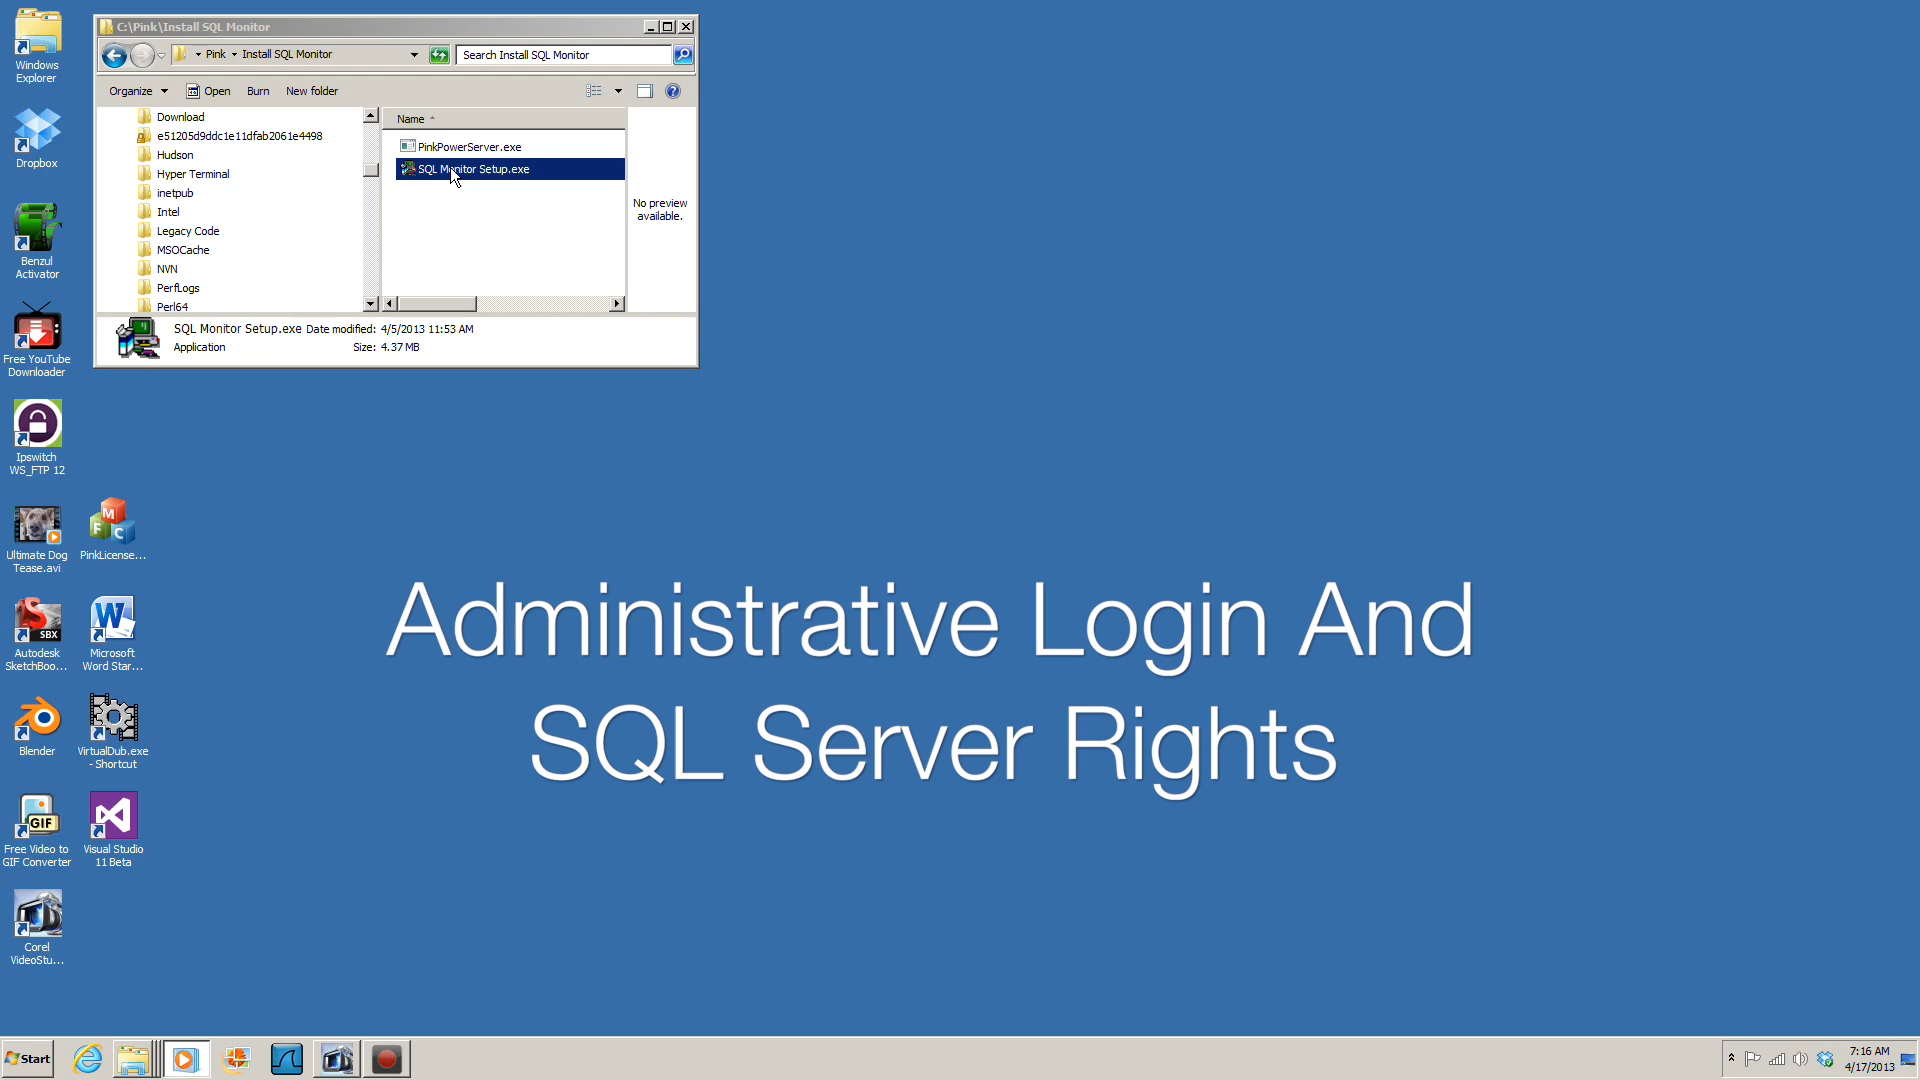 C:\Pink\Install SQL Monitor
Pink
Install SQL Monitor
Search Install SQL Monitor
Organize
Open
Burn
New folder
Download
e51205d9ddc1e11dfab2061e4498
Hudson
Hyper Terminal
inetpub
Intel
Legacy Code
MSOCache
NVN
PerfLogs
Perl64
Name
PinkPowerServer.exe
SQL Monitor Setup.exe
No preview
available.
SQL Monitor Setup.exe Date modified: 4/5/2013 11:53 AM
Application Size: 4.37 MB
Windows
Explorer
Dropbox
Benzul
Activator
Free YouTube
Downloader
Ipswitch
WS_FTP 12
Ultimate Dog
Tease.avi
PinkLicense...
SBX
Autodesk
SketchBoo...
Microsoft
Word Star...
Blender
VirtualDub.exe
- Shortcut
GIF
Free Video to
GIF Converter
Visual Studio
11 Beta
Corel
VideoStu...
Administrative Login And
SQL Server Rights
Start
7:16 AM
4/17/2013